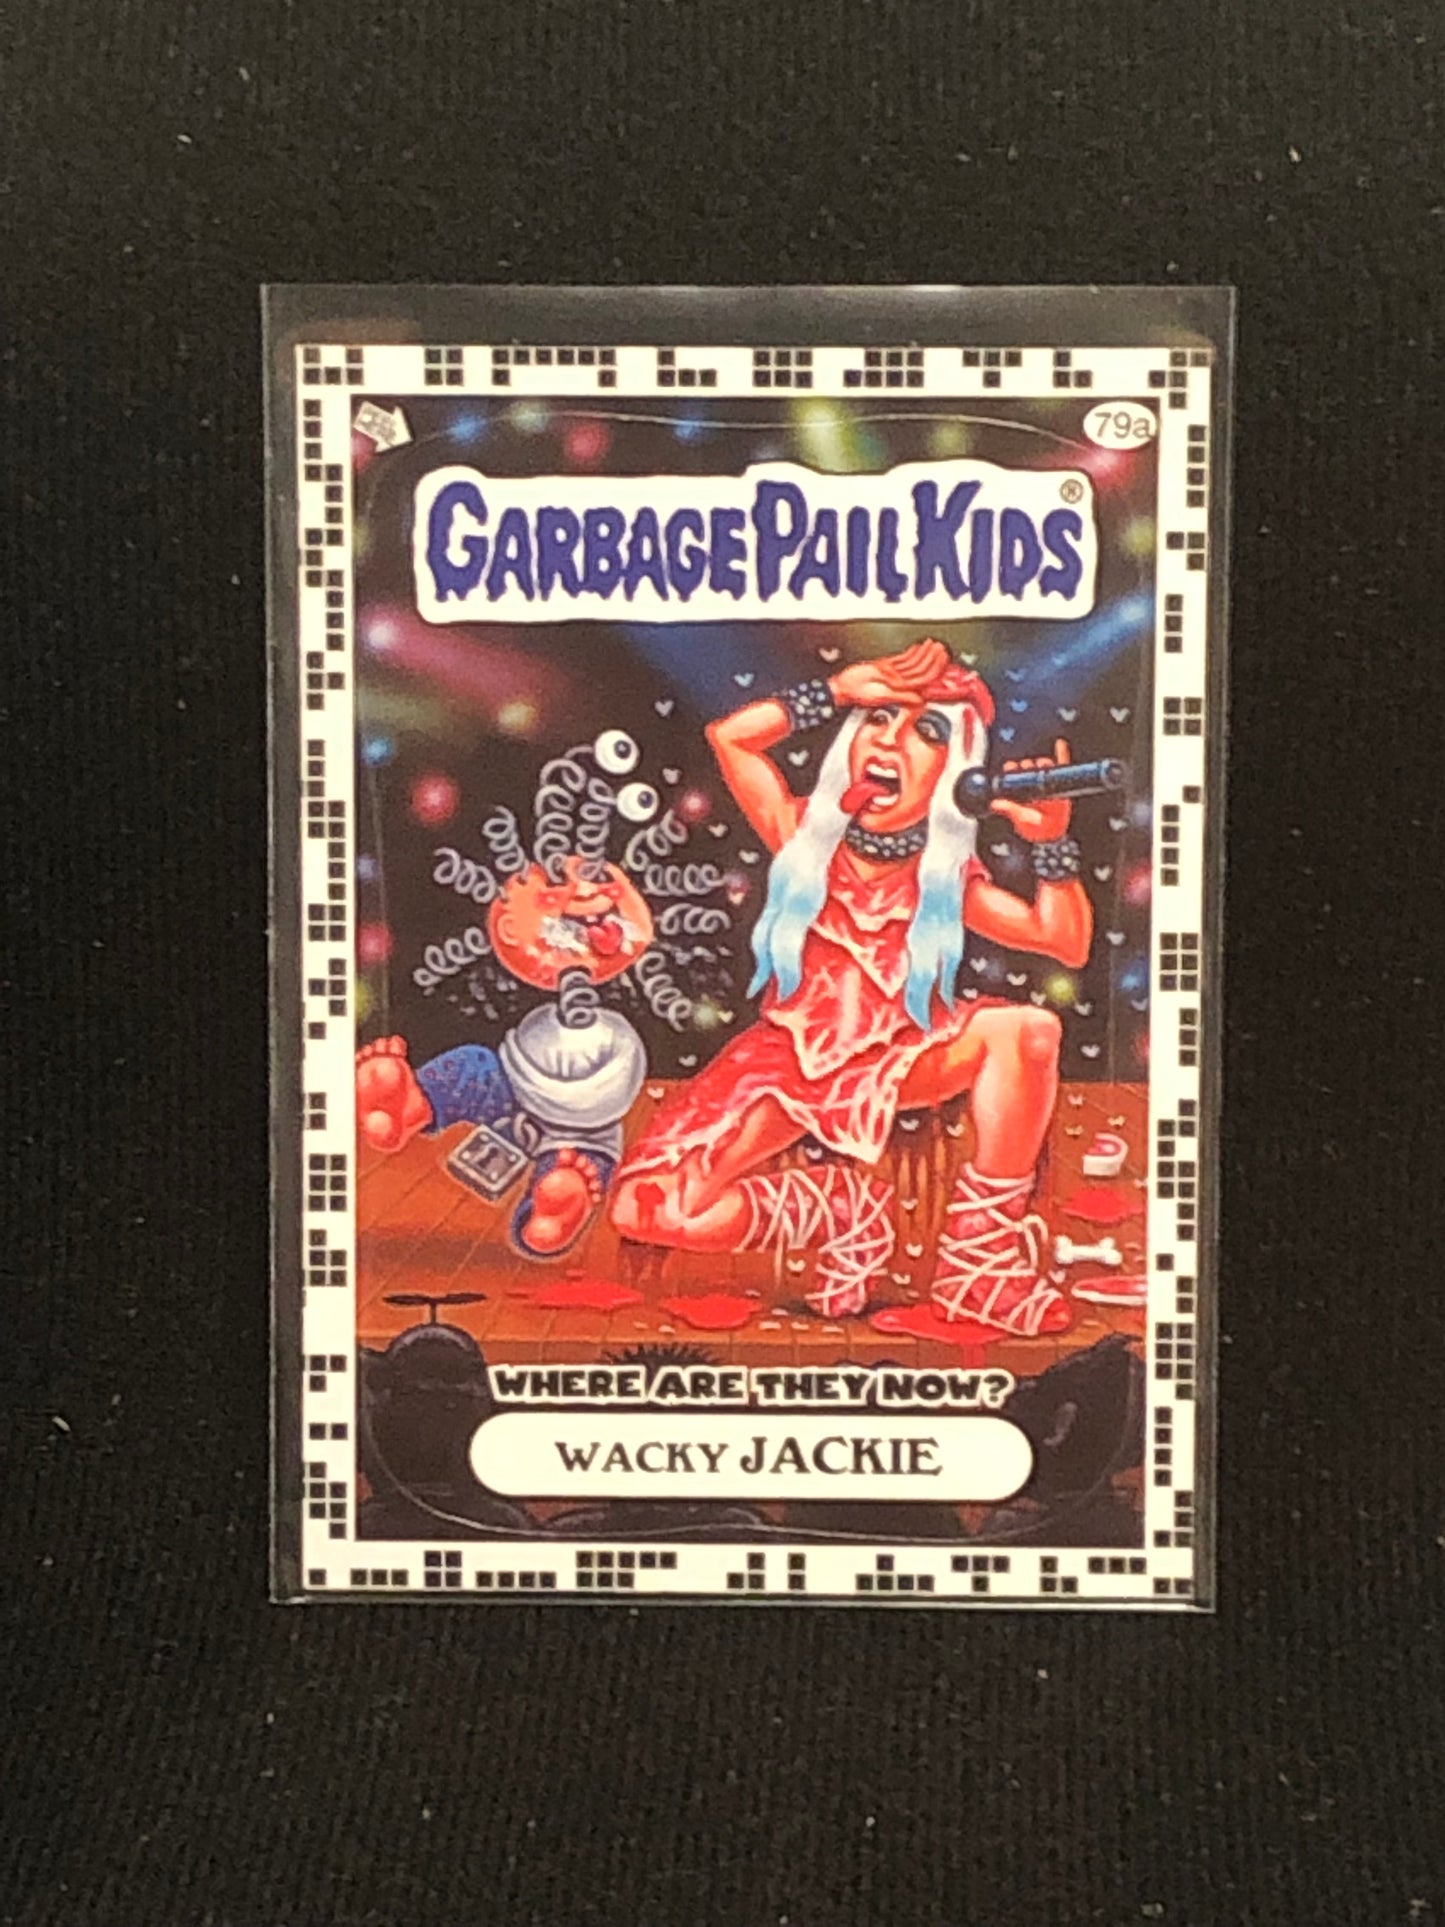 79a
GARBAGE PAIL KIDS®
WHERE ARE THEY NOW?
WACKY JACKIE